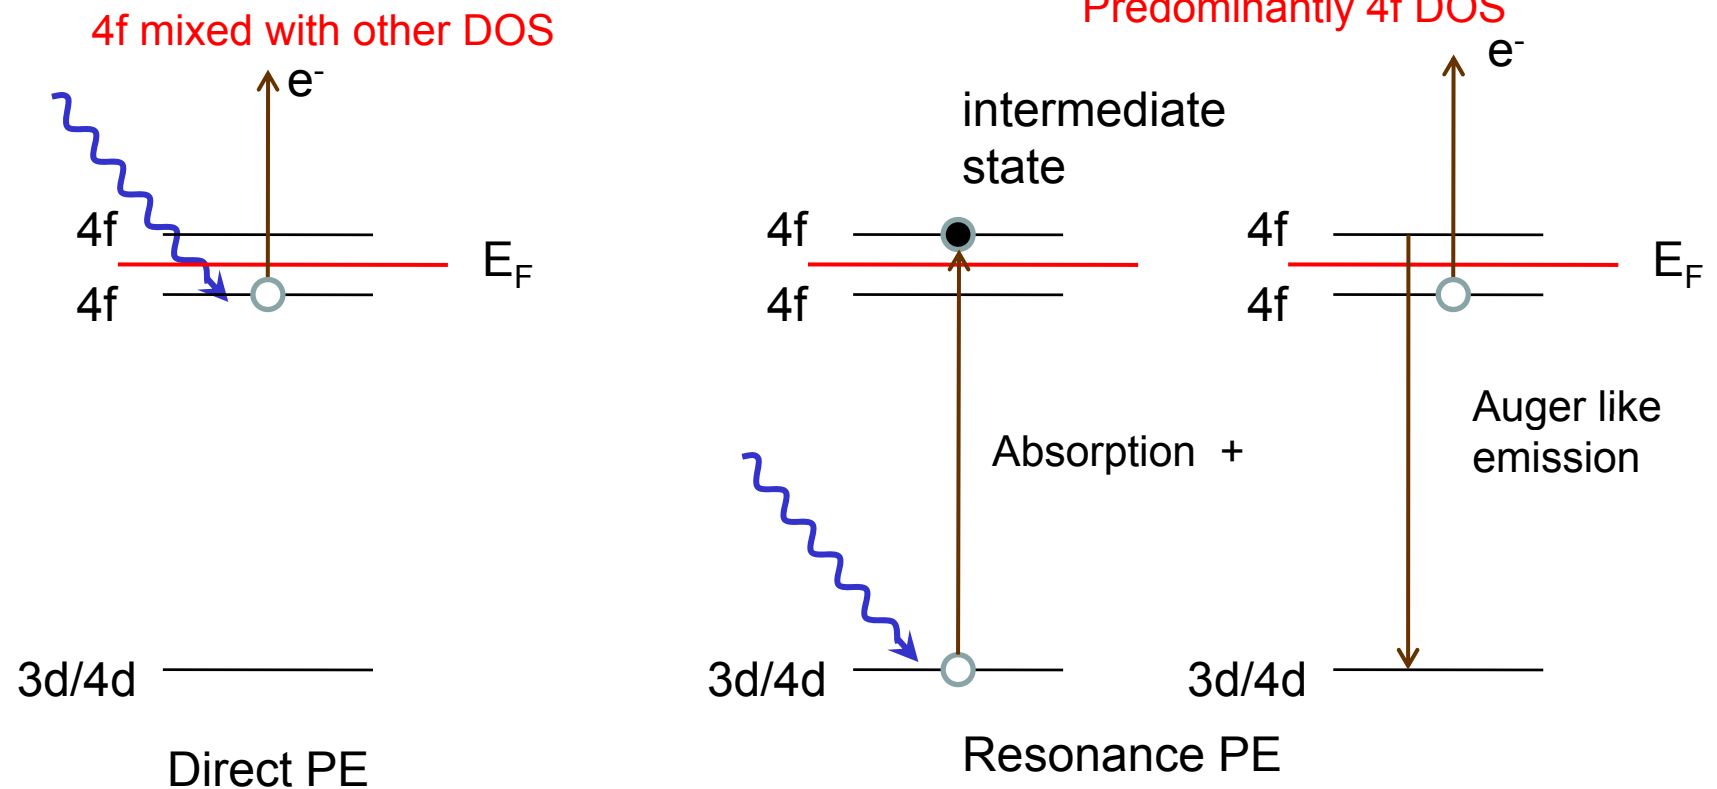 4f mixed with other DOS
e-
4f
EF
4f
3d/4d
Direct PE
Predominantly 4f DOS
e-
intermediate
state
4f
4f
4f
EF
4f
Absorption +
Auger like
emission
3d/4d
3d/4d
Resonance PE